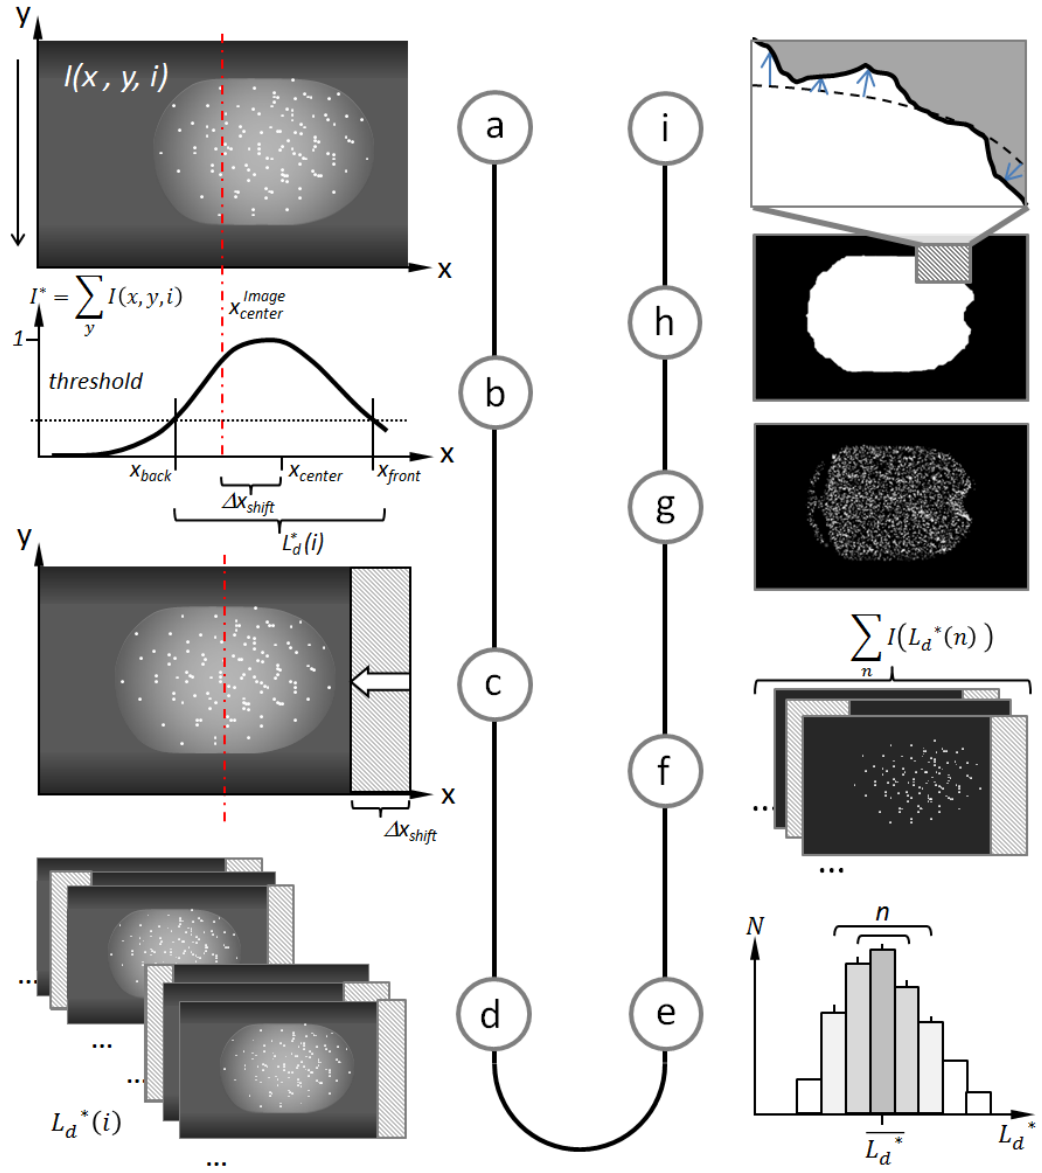 y
I(x , y, i)
x
I* = ∑ I(x, y, i)
y
x_center^Image
1
threshold
x
x_back
x_center
x_front
Δx_shift
L_d^*(i)
y
x
Δx_shift
...
...
...
L_d^*(i)
...
a
b
c
d
i
h
g
f
e
∑ I(L_d^*(n) )
n
...
...
n
N
L_d^*
L_d^*